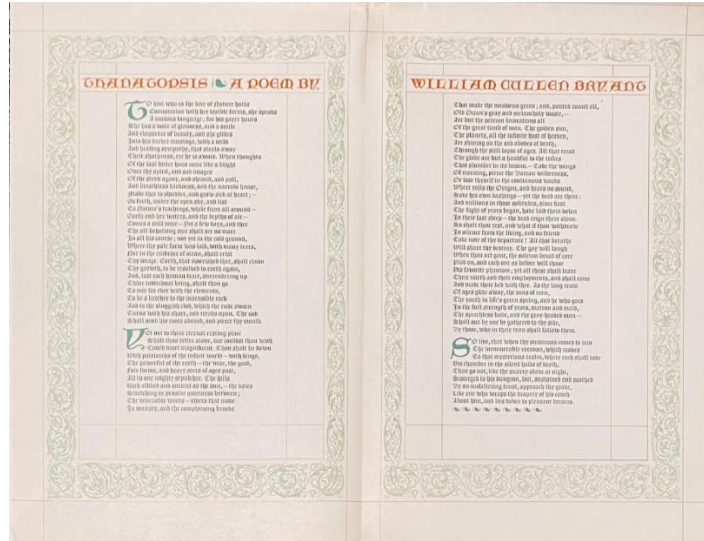 THANATOPSIS A POEM BY
To him who in the love of Nature holds
Communion with her visible forms, she speaks
A various language; for his gayer hours
She has a voice of gladness, and a smile
And eloquence of beauty, and she glides
Into his darker musings, with a mild
And healing sympathy, that steals away
Their sharpness, ere he is aware. When thoughts
Of the last bitter hour come like a blight
Over thy spirit, and sad images
Of the stern agony, and shroud, and pall,
And breathless darkness, and the narrow house,
Make thee to shudder, and grow sick at heart; —
Go forth, under the open sky, and list
To Nature's teachings, while from all around —
Earth and her waters, and the depths of air —
Comes a still voice — Yet a few days, and thee
The all-beholding sun shall see no more
In all his course; nor yet in the cold ground,
Where thy pale form was laid, with many tears,
Nor in the embrace of ocean, shall exist
Thy image. Earth, that nourished thee, shall claim
Thy growth, to be resolved to earth again,
And, lost each human trace, surrendering up
Thine individual being, shalt thou go
To mix for ever with the elements,
To be a brother to the insensible rock
And to the sluggish clod, which the rude swain
Turns with his share, and treads upon. The oak
Shall send his roots abroad, and pierce thy mould.
Yet not to thine eternal resting-place
Shalt thou retire alone, nor couldst thou wish
Couch more magnificent. Thou shalt lie down
With patriarchs of the infant world — with kings,
The powerful of the earth — the wise, the good,
Fair forms, and hoary seers of ages past,
All in one mighty sepulchre. The hills
Rock-ribbed and ancient as the sun, — the vales
Stretching in pensive quietness between;
The venerable woods — rivers that move
In majesty, and the complaining brooks
WILLIAM CULLEN BRYANT
That make the meadows green; and, poured round all,
Old Ocean's gray and melancholy waste, —
Are but the solemn decorations all
Of the great tomb of man. The golden sun,
The planets, all the infinite host of heaven,
Are shining on the sad abodes of death,
Through the still lapse of ages. All that tread
The globe are but a handful to the tribes
That slumber in its bosom. — Take the wings
Of morning, pierce the Barcan wilderness,
Or lose thyself in the continuous woods
Where rolls the Oregon, and hears no sound,
Save his own dashings — yet the dead are there:
And millions in those solitudes, since first
The flight of years began, have laid them down
In their last sleep — the dead reign there alone.
So shalt thou rest, and what if thou withdraw
In silence from the living, and no friend
Take note of thy departure? All that breathe
Will share thy destiny. The gay will laugh
When thou art gone, the solemn brood of care
Plod on, and each one as before will chase
His favorite phantom; yet all these shall leave
Their mirth and their employments, and shall come
And make their bed with thee. As the long train
Of ages glide away, the sons of men,
The youth in life's green spring, and he who goes
In the full strength of years, matron and maid,
The speechless babe, and the gray-headed man —
Shall one by one be gathered to thy side,
By those, who in their turn shall follow them.
So live, that when thy summons comes to join
The innumerable caravan, which moves
To that mysterious realm, where each shall take
His chamber in the silent halls of death,
Thou go not, like the quarry-slave at night,
Scourged to his dungeon, but, sustained and soothed
By an unfaltering trust, approach thy grave,
Like one who wraps the drapery of his couch
About him, and lies down to pleasant dreams.